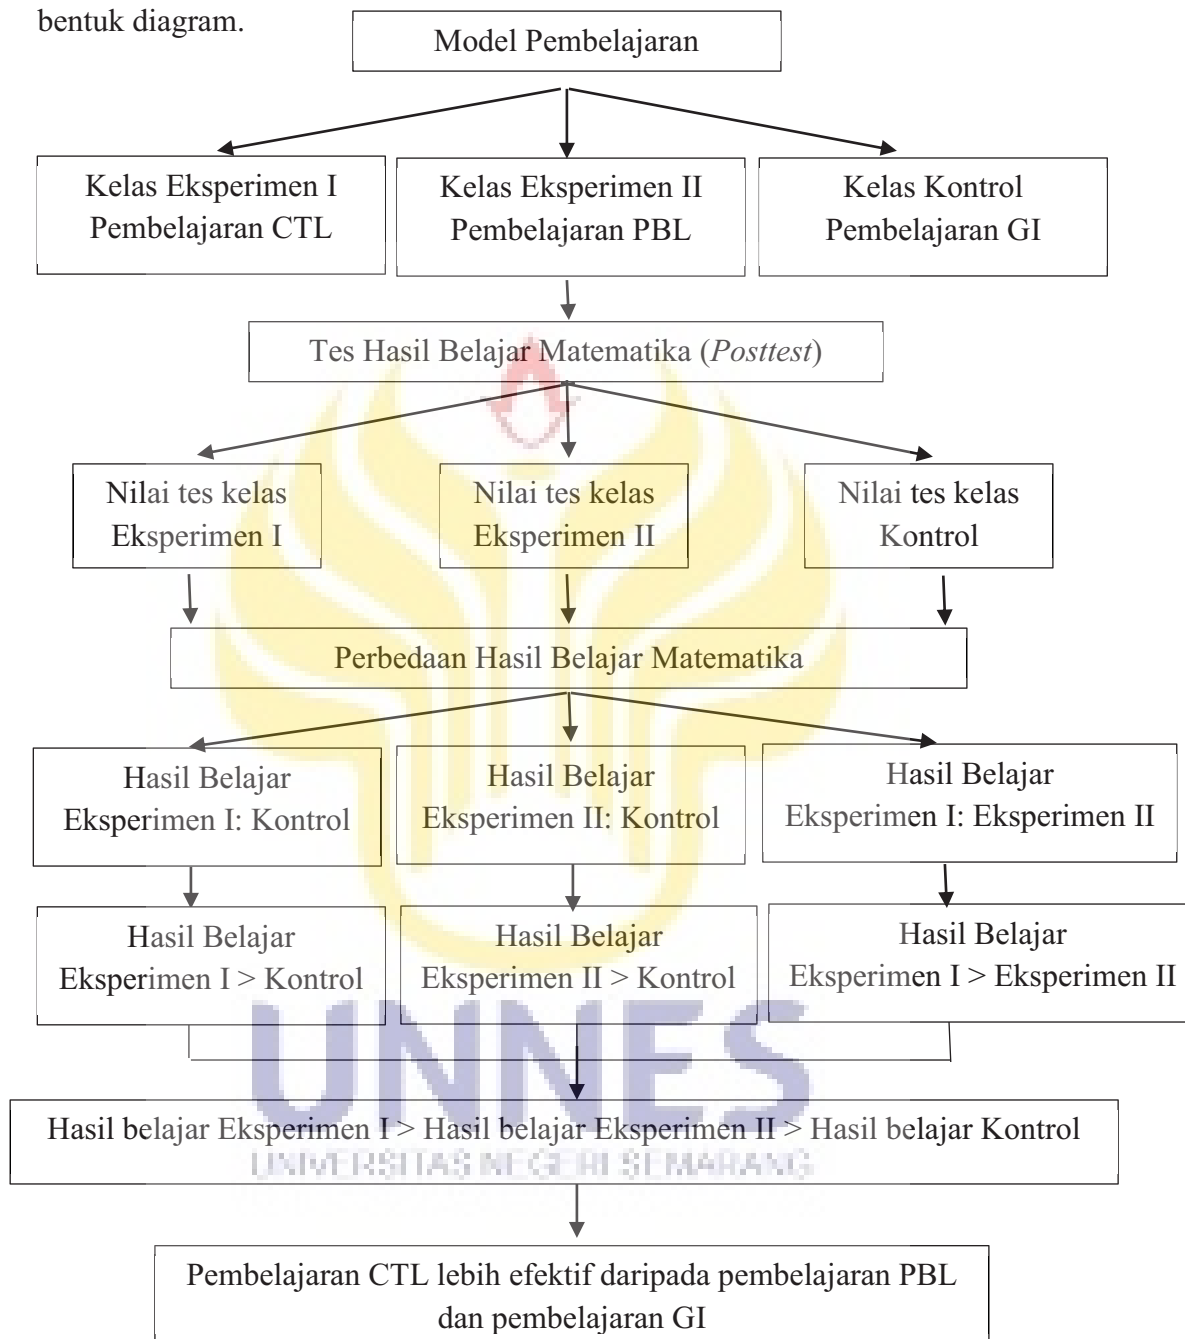 bentuk diagram.
Model Pembelajaran
Kelas Eksperimen I
Pembelajaran CTL
Kelas Eksperimen II
Pembelajaran PBL
Kelas Kontrol
Pembelajaran GI
Tes Hasil Belajar Matematika (Posttest)
Nilai tes kelas
Eksperimen I
Nilai tes kelas
Eksperimen II
Nilai tes kelas
Kontrol
Perbedaan Hasil Belajar Matematika
Hasil Belajar
Eksperimen I: Kontrol
Hasil Belajar
Eksperimen II: Kontrol
Hasil Belajar
Eksperimen I: Eksperimen II
Hasil Belajar
Eksperimen I > Kontrol
Hasil Belajar
Eksperimen II > Kontrol
Hasil Belajar
Eksperimen I > Eksperimen II
UNNES
Hasil belajar Eksperimen I > Hasil belajar Eksperimen II > Hasil belajar Kontrol
UNIVERSITAS NEGERI SEMARANG
Pembelajaran CTL lebih efektif daripada pembelajaran PBL
dan pembelajaran GI